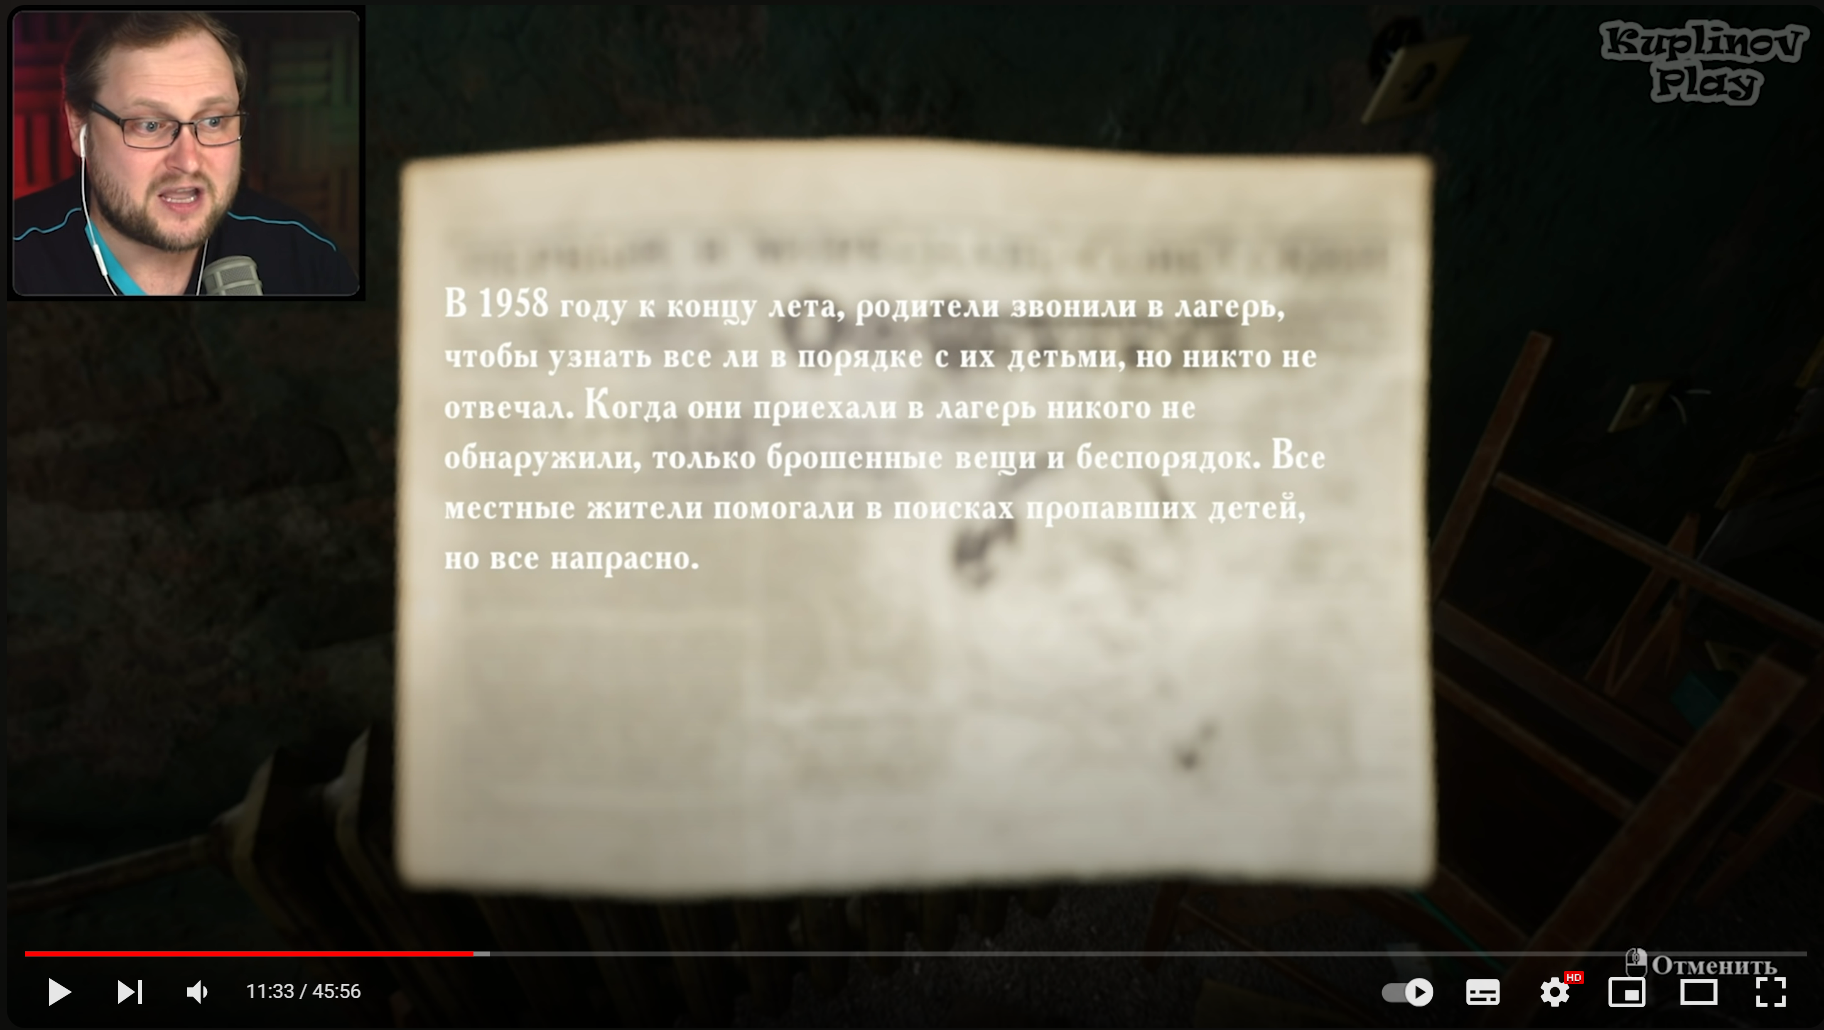 Kuplinov
Play
В 1958 году к концу лета, родители звонили в лагерь,
чтобы узнать все ли в порядке с их детьми, но никто не
отвечал. Когда они приехали в лагерь никого не
обнаружили, только брошенные вещи и беспорядок. Все
местные жители помогали в поисках пропавших детей,
но все напрасно.
Отменить
11:33 / 45:56
HD